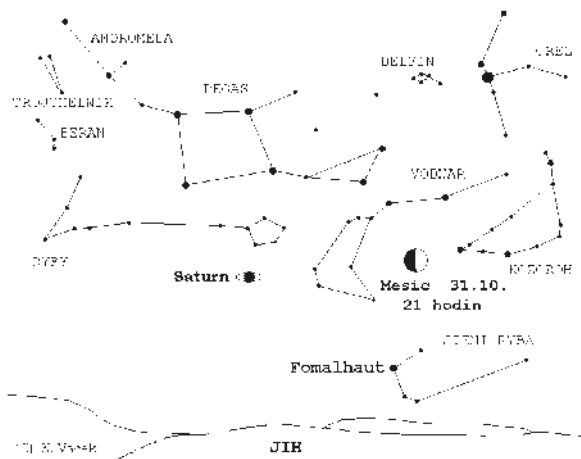 ANDROMEDA
OREL
DELFIN
PEGAS
TROJUHELNIK
BERAN
VODNAR
RYBY
KOZOROH
Saturn
Mesic 31.10.
21 hodin
JIZNI RYBA
Fomalhaut
JIH